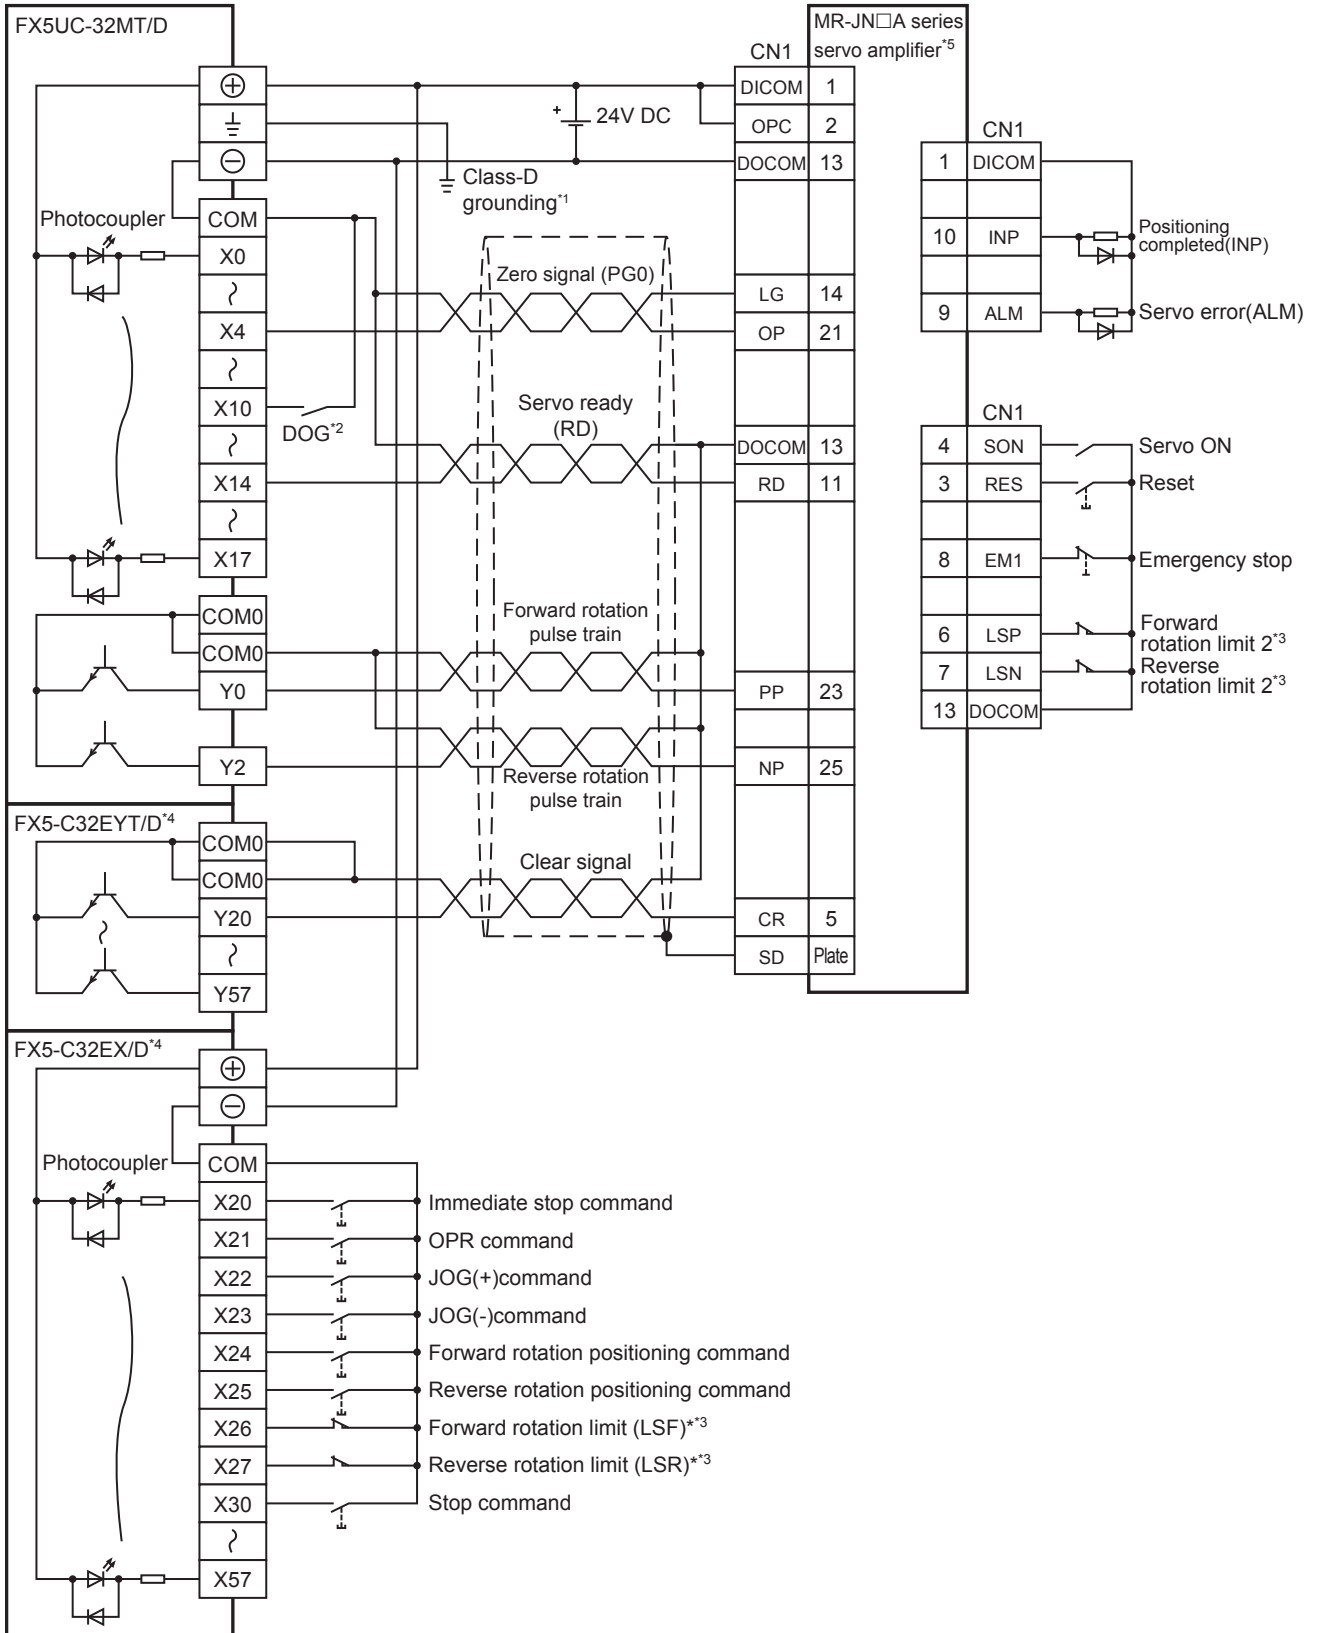 FX5UC-32MT/D
MR-JN□A series
servo amplifier*5
CN1
DICOM 1
24V DC
OPC 2
DOCOM 13
Class-D
grounding*1
Photocoupler
COM
X0
X4
X10
X14
X17
DOG*2
Zero signal (PG0)
LG 14
OP 21
Servo ready
(RD)
DOCOM 13
RD 11
COM0
COM0
Y0
Y2
Forward rotation
pulse train
PP 23
NP 25
Reverse rotation
pulse train
FX5-C32EYT/D*4
COM0
COM0
Y20
Y57
Clear signal
CR 5
SD Plate
CN1
1 DICOM
10 INP
Positioning
completed(INP)
9 ALM
Servo error(ALM)
CN1
4 SON Servo ON
3 RES Reset
8 EM1 Emergency stop
6 LSP
Forward
rotation limit 2*3
7 LSN
Reverse
rotation limit 2*3
13 DOCOM
FX5-C32EX/D*4
Photocoupler
COM
X20 Immediate stop command
X21 OPR command
X22 JOG(+)command
X23 JOG(-)command
X24 Forward rotation positioning command
X25 Reverse rotation positioning command
X26 Forward rotation limit (LSF)**3
X27 Reverse rotation limit (LSR)**3
X30 Stop command
X57